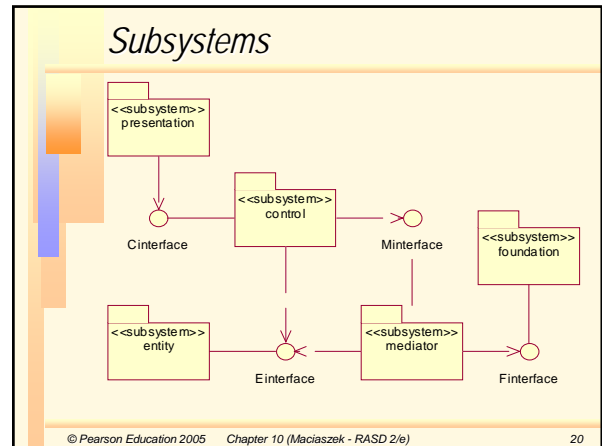 Subsystems
<<subsystem>>
presentation
<<subsystem>>
control
<<subsystem>>
foundation
Cinterface
Minterface
<<subsystem>>
entity
<<subsystem>>
mediator
Einterface
Finterface
© Pearson Education 2005 Chapter 10 (Maciaszek - RASD 2/e) 20